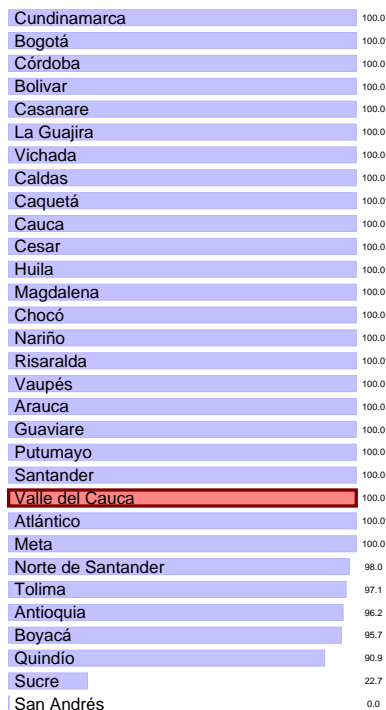 Cundinamarca 100.0
Bogotá 100.0
Córdoba 100.0
Bolivar 100.0
Casanare 100.0
La Guajira 100.0
Vichada 100.0
Caldas 100.0
Caquetá 100.0
Cauca 100.0
Cesar 100.0
Huila 100.0
Magdalena 100.0
Chocó 100.0
Nariño 100.0
Risaralda 100.0
Vaupés 100.0
Arauca 100.0
Guaviare 100.0
Putumayo 100.0
Santander 100.0
Valle del Cauca 100.0
Atlántico 100.0
Meta 100.0
Norte de Santander 98.0
Tolima 97.1
Antioquia 96.2
Boyacá 95.7
Quindío 90.9
Sucre 22.7
San Andrés 0.0